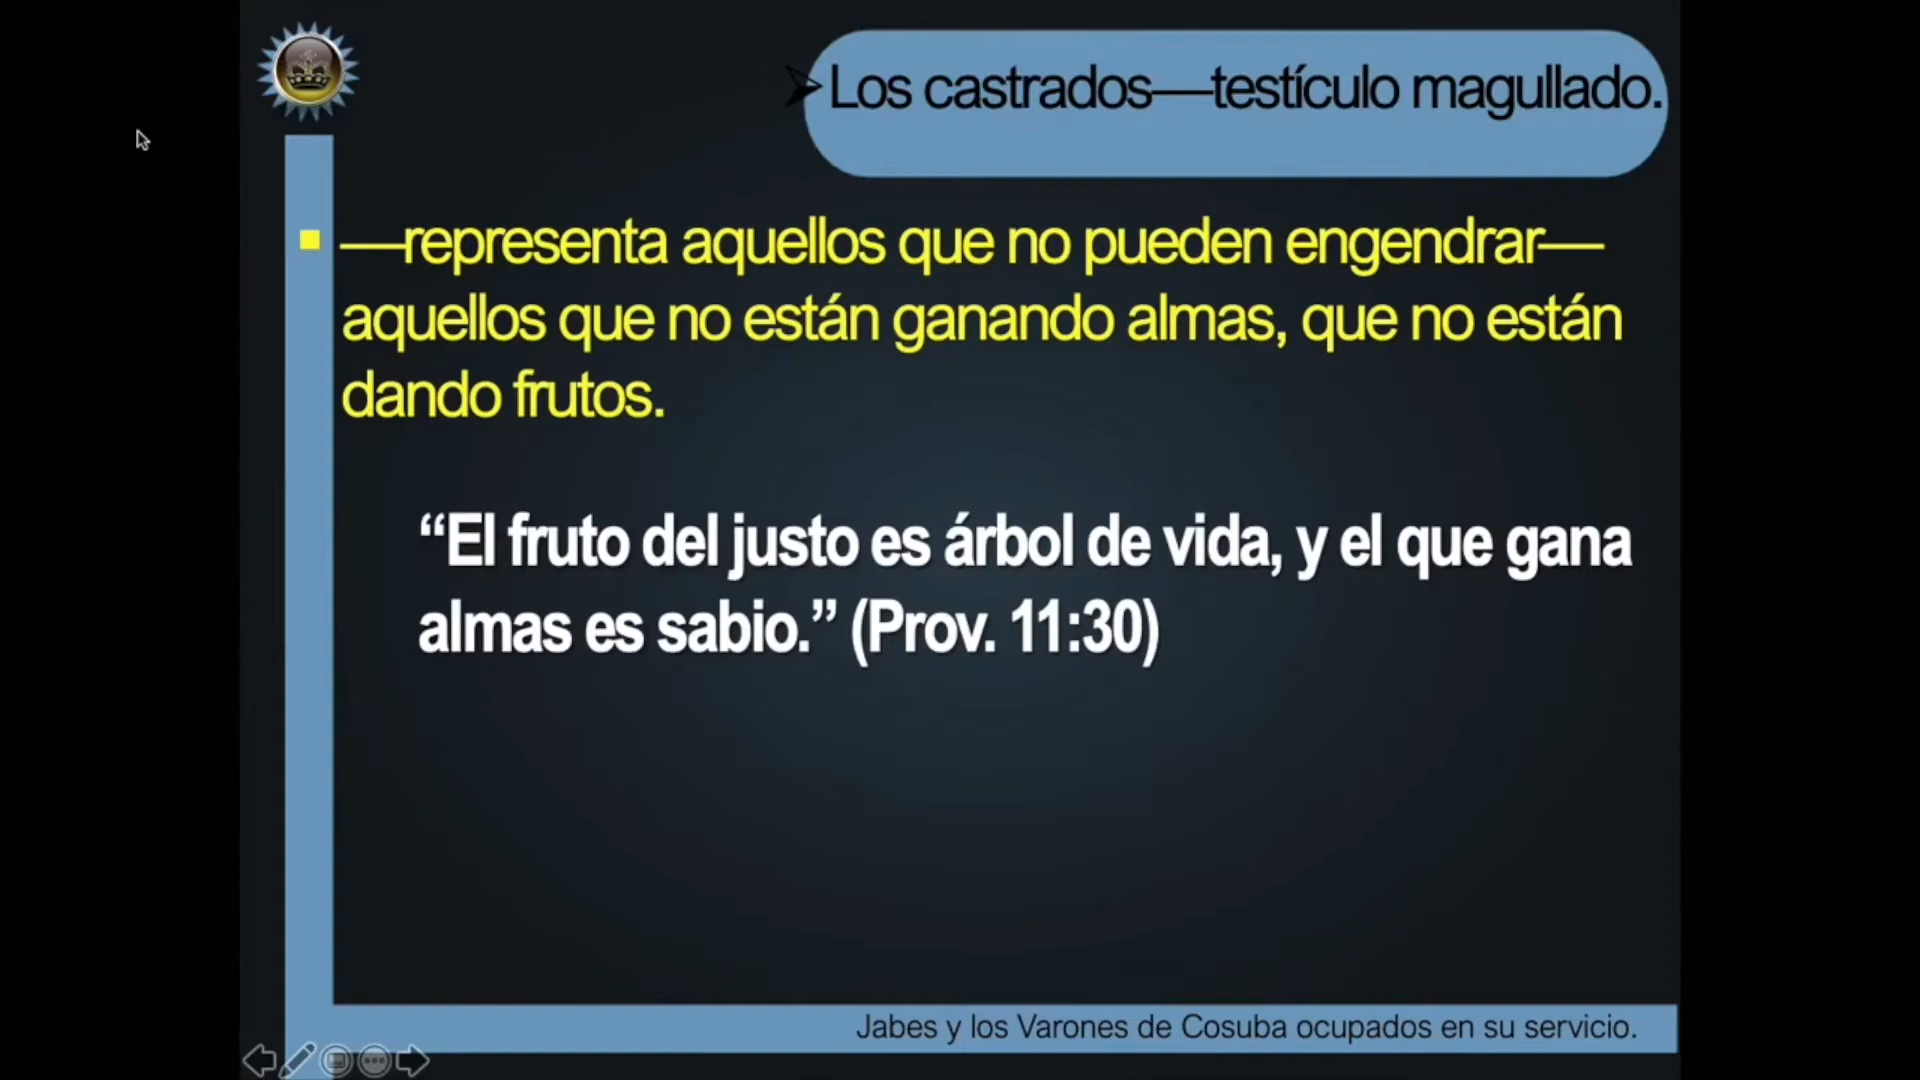 ➢Los castrados—testículo magullado.
▪ —representa aquellos que no pueden engendrar—
aquellos que no están ganando almas, que no están
dando frutos.
“El fruto del justo es árbol de vida, y el que gana
almas es sabio.” (Prov. 11:30)
Jabes y los Varones de Cosuba ocupados en su servicio.